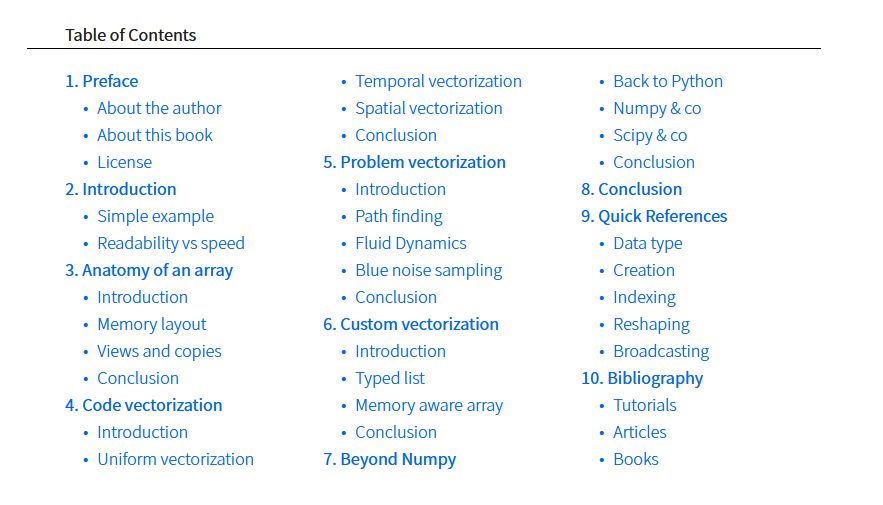 Table of Contents
1. Preface
• About the author
• About this book
• License
2. Introduction
• Simple example
• Readability vs speed
3. Anatomy of an array
• Introduction
• Memory layout
• Views and copies
• Conclusion
4. Code vectorization
• Introduction
• Uniform vectorization
• Temporal vectorization
• Spatial vectorization
• Conclusion
5. Problem vectorization
• Introduction
• Path finding
• Fluid Dynamics
• Blue noise sampling
• Conclusion
6. Custom vectorization
• Introduction
• Typed list
• Memory aware array
• Conclusion
7. Beyond Numpy
• Back to Python
• Numpy & co
• Scipy & co
• Conclusion
8. Conclusion
9. Quick References
• Data type
• Creation
• Indexing
• Reshaping
• Broadcasting
10. Bibliography
• Tutorials
• Articles
• Books